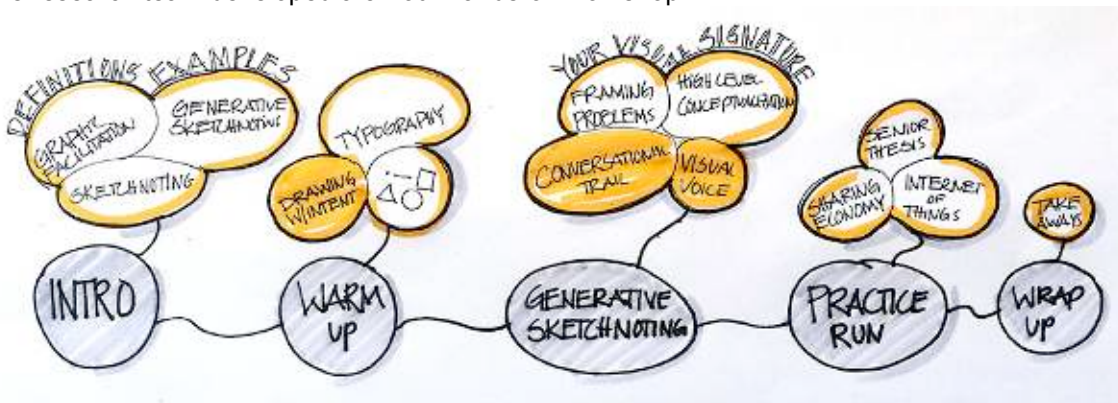 DEFINITIONS EXAMPLES
GRAPHIC
FACILITATION
GENERATIVE
SKETCHNOTING
SKETCHNOTING
INTRO
TYPOGRAPHY
DRAWING
W/INTENT
WARM
UP
YOUR VISUAL SIGNATURE
FRAMING
PROBLEMS
HIGH LEVEL
CONCEPTUALIZATION
CONVERSATIONAL
TRAIL
VISUAL
VOICE
GENERATIVE
SKETCHNOTING
SENIOR
THESIS
SHARING
ECONOMY
INTERNET
OF
THINGS
PRACTICE
RUN
TAKE
AWAYS
WRAP
UP